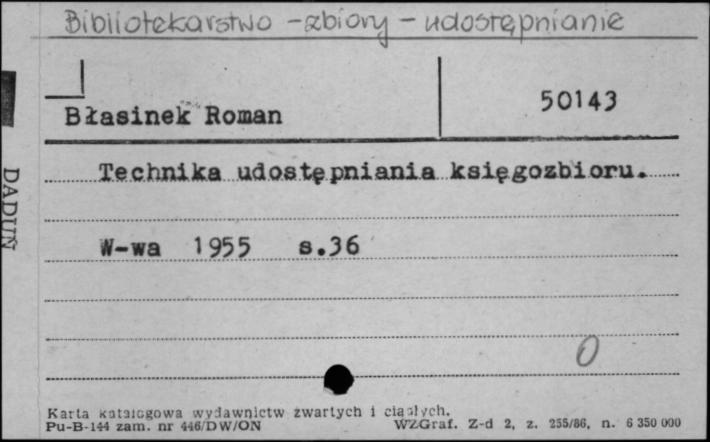 Bibliotekarstwo - zbiory - udostępnianie
50143
Błasinek Roman
Technika udostępniania księgozbioru.
W-wa 1955 s.36
0
Karta katalogowa wydawnictw zwartych i ciągłych.
Pu-B-144 zam. nr 446/DW/ON WZGraf. Z-d 2, z. 255/86, n. 6 350 000
DADUŃ